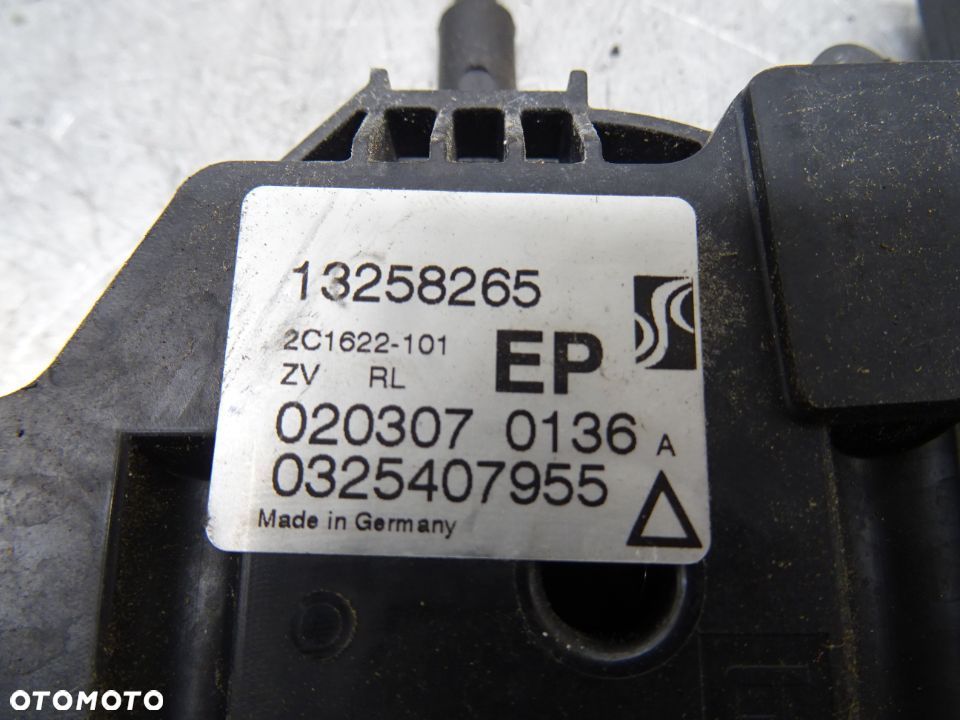 13258265
2C1622-101
ZV RL EP
020307 0136 A
0325407955
Made in Germany
OTOMOTO